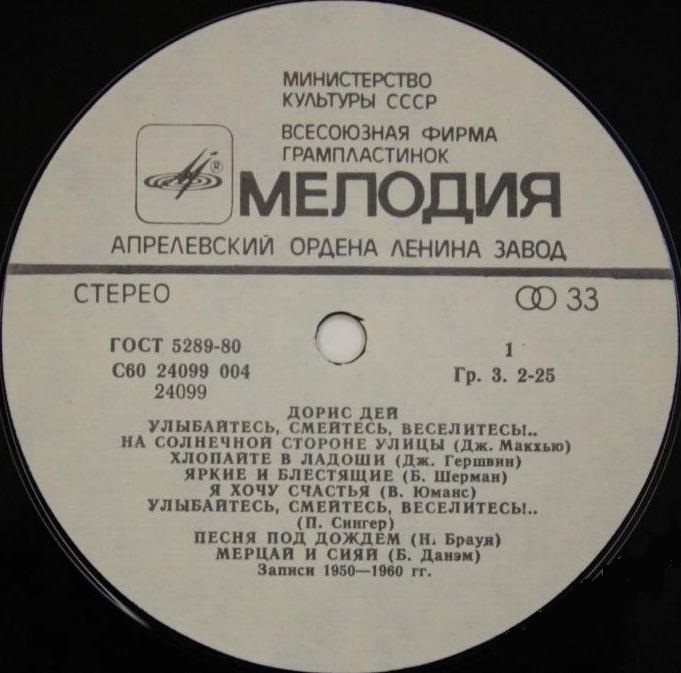 МИНИСТЕРСТВО
КУЛЬТУРЫ СССР
ВСЕСОЮЗНАЯ ФИРМА
ГРАМПЛАСТИНОК
®
МЕЛОДИЯ
АПРЕЛЕВСКИЙ ОРДЕНА ЛЕНИНА ЗАВОД
СТЕРЕО
33
ГОСТ 5289-80
С60 24099 004
24099
1
Гр. 3. 2-25
ДОРИС ДЕЙ
УЛЫБАЙТЕСЬ, СМЕЙТЕСЬ, ВЕСЕЛИТЕСЬ!..
НА СОЛНЕЧНОЙ СТОРОНЕ УЛИЦЫ (Дж. Макхью)
ХЛОПАЙТЕ В ЛАДОШИ (Дж. Гершвин)
ЯРКИЕ И БЛЕСТЯЩИЕ (Б. Шерман)
Я ХОЧУ СЧАСТЬЯ (В. Юманс)
УЛЫБАЙТЕСЬ, СМЕЙТЕСЬ, ВЕСЕЛИТЕСЬ!..
(П. Сингер)
ПЕСНЯ ПОД ДОЖДЕМ (Н. Браун)
МЕРЦАЙ И СИЯЙ (Б. Данэм)
Записи 1950—1960 гг.